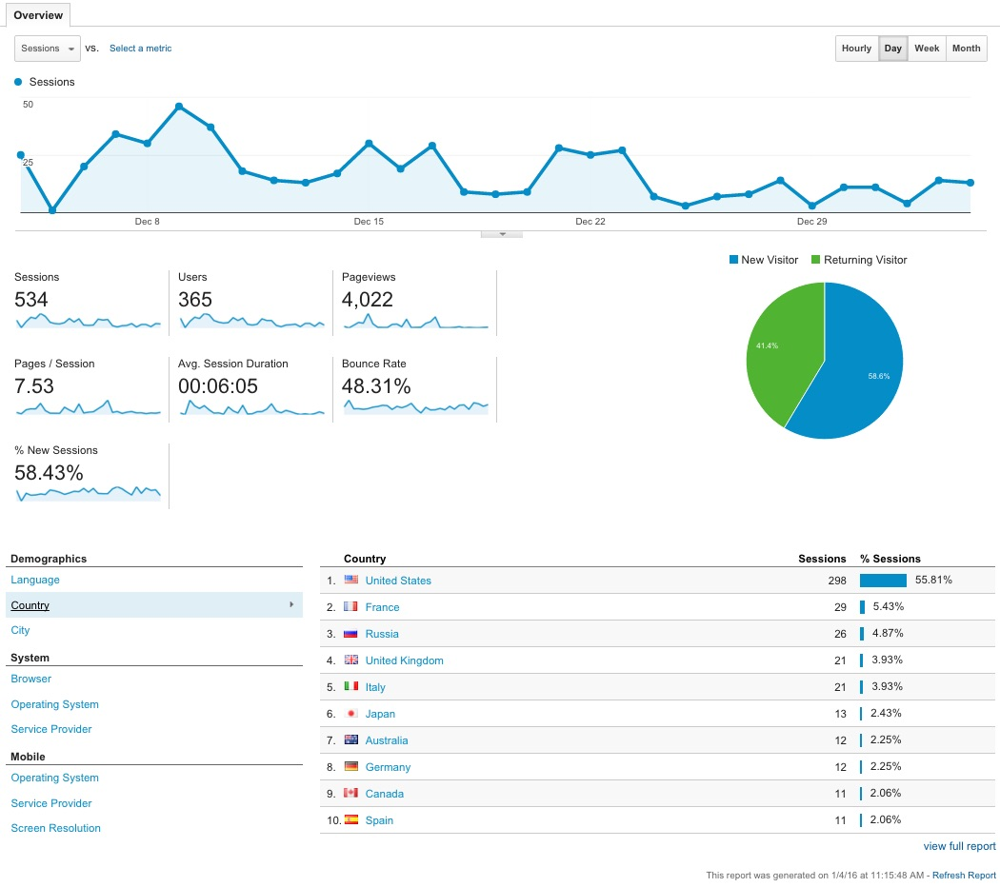 Overview
Sessions vs. Select a metric Hourly Day Week Month
Sessions
50
25
Dec 8 Dec 15 Dec 22 Dec 29
New Visitor Returning Visitor
Sessions Users Pageviews
534 365 4,022
41.4%
58.6%
Pages / Session Avg. Session Duration Bounce Rate
7.53 00:06:05 48.31%
% New Sessions
58.43%
Demographics
Language
Country
City
System
Browser
Operating System
Service Provider
Mobile
Operating System
Service Provider
Screen Resolution
Country Sessions % Sessions
1. United States 298 55.81%
2. France 29 5.43%
3. Russia 26 4.87%
4. United Kingdom 21 3.93%
5. Italy 21 3.93%
6. Japan 13 2.43%
7. Australia 12 2.25%
8. Germany 12 2.25%
9. Canada 11 2.06%
10. Spain 11 2.06%
view full report
This report was generated on 1/4/16 at 11:15:48 AM - Refresh Report